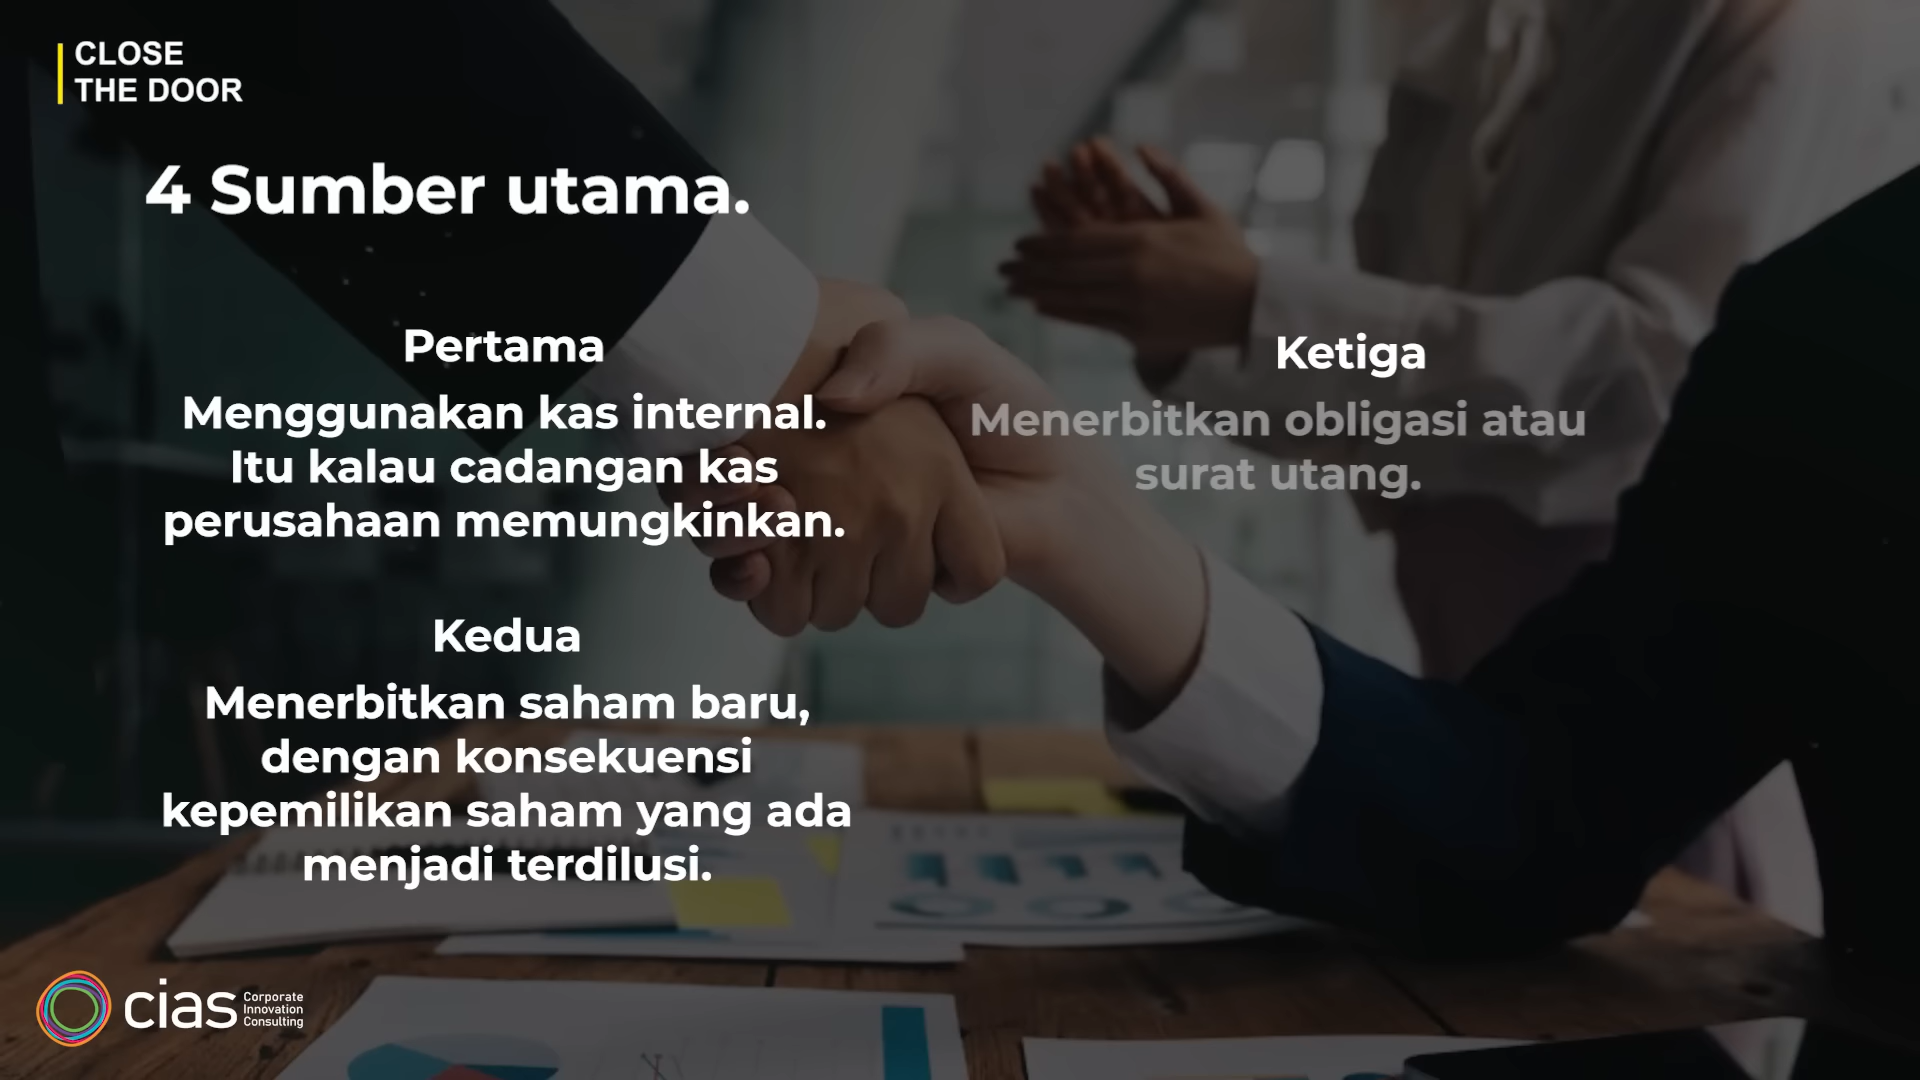 CLOSE
THE DOOR
4 Sumber utama.
Pertama
Menggunakan kas internal.
Itu kalau cadangan kas
perusahaan memungkinkan.
Kedua
Menerbitkan saham baru,
dengan konsekuensi
kepemilikan saham yang ada
menjadi terdilusi.
Ketiga
Menerbitkan obligasi atau
surat utang.
cias
Corporate
Innovation
Consulting